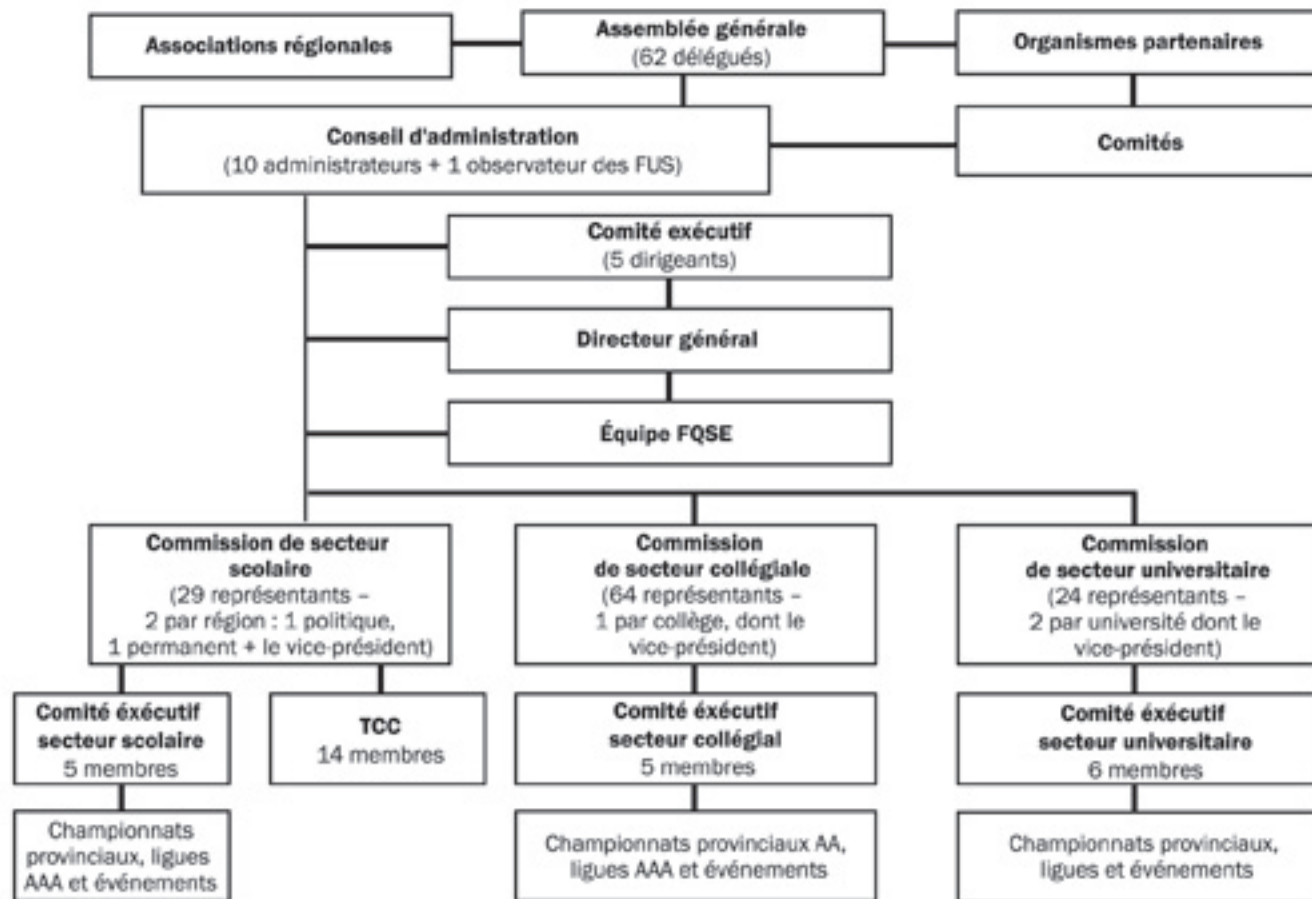 Associations régionales
Assemblée générale
(62 délégués)
Organismes partenaires
Conseil d'administration
(10 administrateurs + 1 observateur des FUS)
Comités
Comité exécutif
(5 dirigeants)
Directeur général
Équipe FQSE
Commission de secteur
scolaire
(29 représentants –
2 par région : 1 politique,
1 permanent + le vice-président)
Commission
de secteur collégiale
(64 représentants –
1 par collège, dont le
vice-président)
Commission
de secteur universitaire
(24 représentants –
2 par université dont le
vice-président)
Comité éxécutif
secteur scolaire
5 membres
TCC
14 membres
Comité éxécutif
secteur collégial
5 membres
Comité éxécutif
secteur universitaire
6 membres
Championnats
provinciaux, ligues
AAA et événements
Championnats provinciaux AA,
ligues AAA et événements
Championnats provinciaux,
ligues et événements